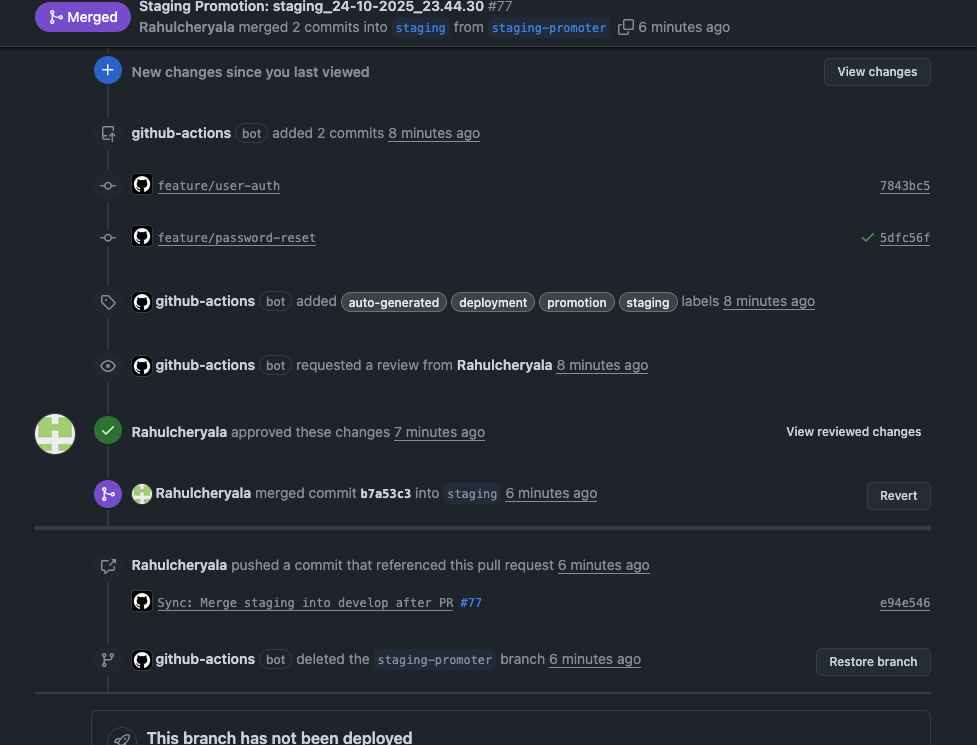 Merged
Staging Promotion: staging_24-10-2025_23.44.30 #77
Rahulcheryala merged 2 commits into staging from staging-promoter 6 minutes ago
New changes since you last viewed
View changes
github-actions bot added 2 commits 8 minutes ago
feature/user-auth 7843bc5
feature/password-reset 5dfc56f
github-actions bot added auto-generated deployment promotion staging labels 8 minutes ago
github-actions bot requested a review from Rahulcheryala 8 minutes ago
Rahulcheryala approved these changes 7 minutes ago
View reviewed changes
Rahulcheryala merged commit b7a53c3 into staging 6 minutes ago
Revert
Rahulcheryala pushed a commit that referenced this pull request 6 minutes ago
Sync: Merge staging into develop after PR #77 e94e546
github-actions bot deleted the staging-promoter branch 6 minutes ago
Restore branch
This branch has not been deployed